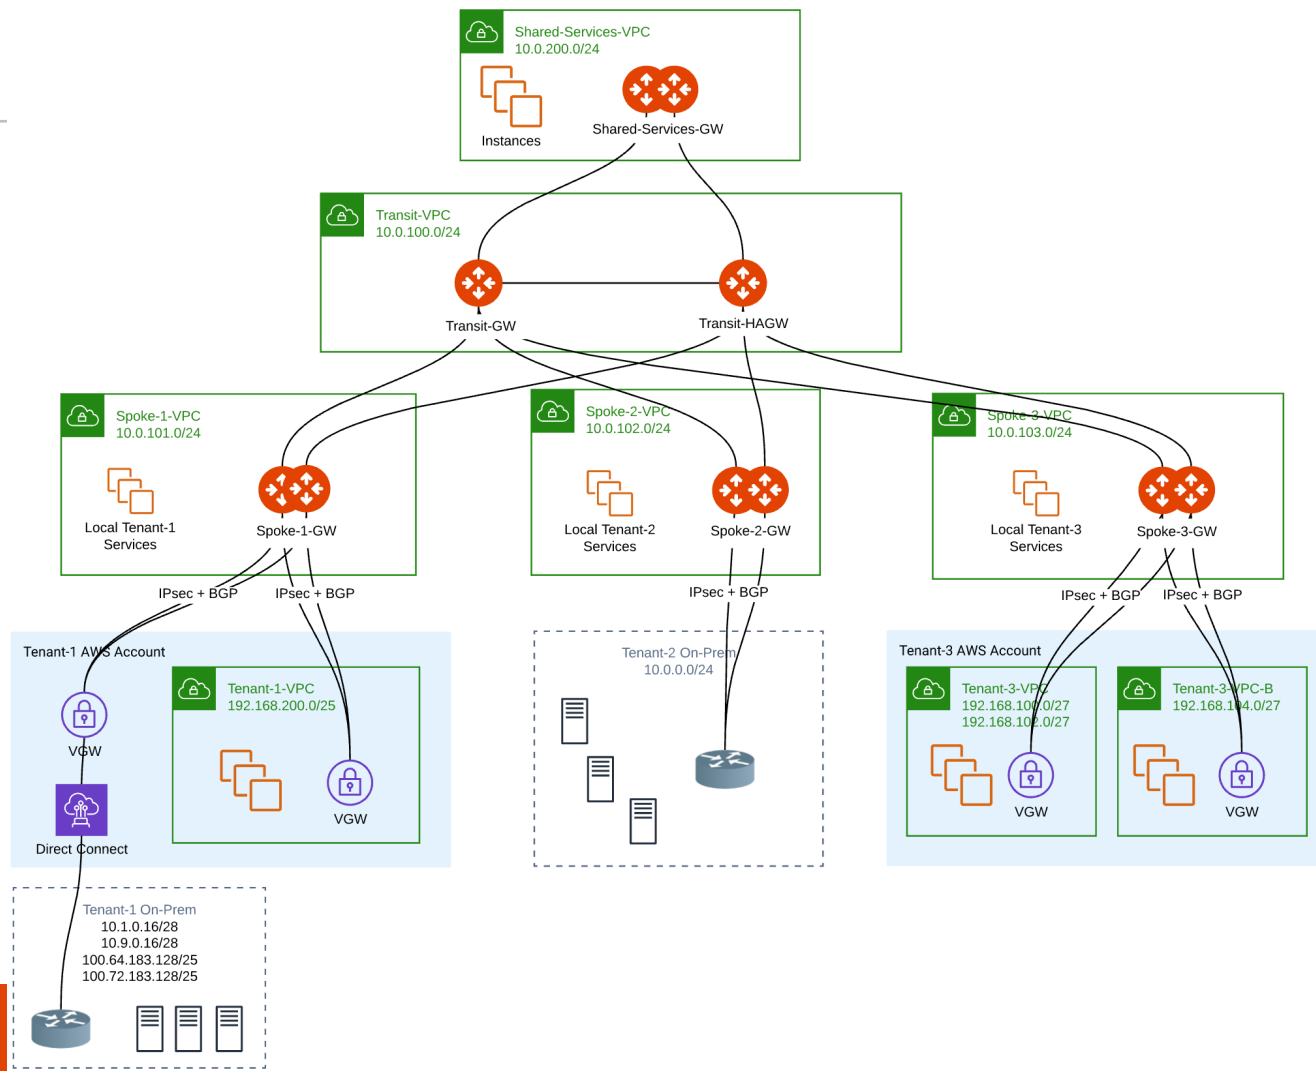 Shared-Services-VPC
10.0.200.0/24
Instances
Shared-Services-GW
Transit-VPC
10.0.100.0/24
Transit-GW
Transit-HAGW
Spoke-1-VPC
10.0.101.0/24
Local Tenant-1
Services
Spoke-1-GW
Spoke-2-VPC
10.0.102.0/24
Local Tenant-2
Services
Spoke-2-GW
Spoke-3-VPC
10.0.103.0/24
Local Tenant-3
Services
Spoke-3-GW
IPsec + BGP
IPsec + BGP
IPsec + BGP
IPsec + BGP
IPsec + BGP
Tenant-1 AWS Account
VGW
Direct Connect
Tenant-1-VPC
192.168.200.0/25
VGW
Tenant-2 On-Prem
10.0.0.0/24
Tenant-3 AWS Account
Tenant-3-VPC
192.168.100.0/27
192.168.102.0/27
VGW
Tenant-3-VPC-B
192.168.104.0/27
VGW
Tenant-1 On-Prem
10.1.0.16/28
10.9.0.16/28
100.64.183.128/25
100.72.183.128/25